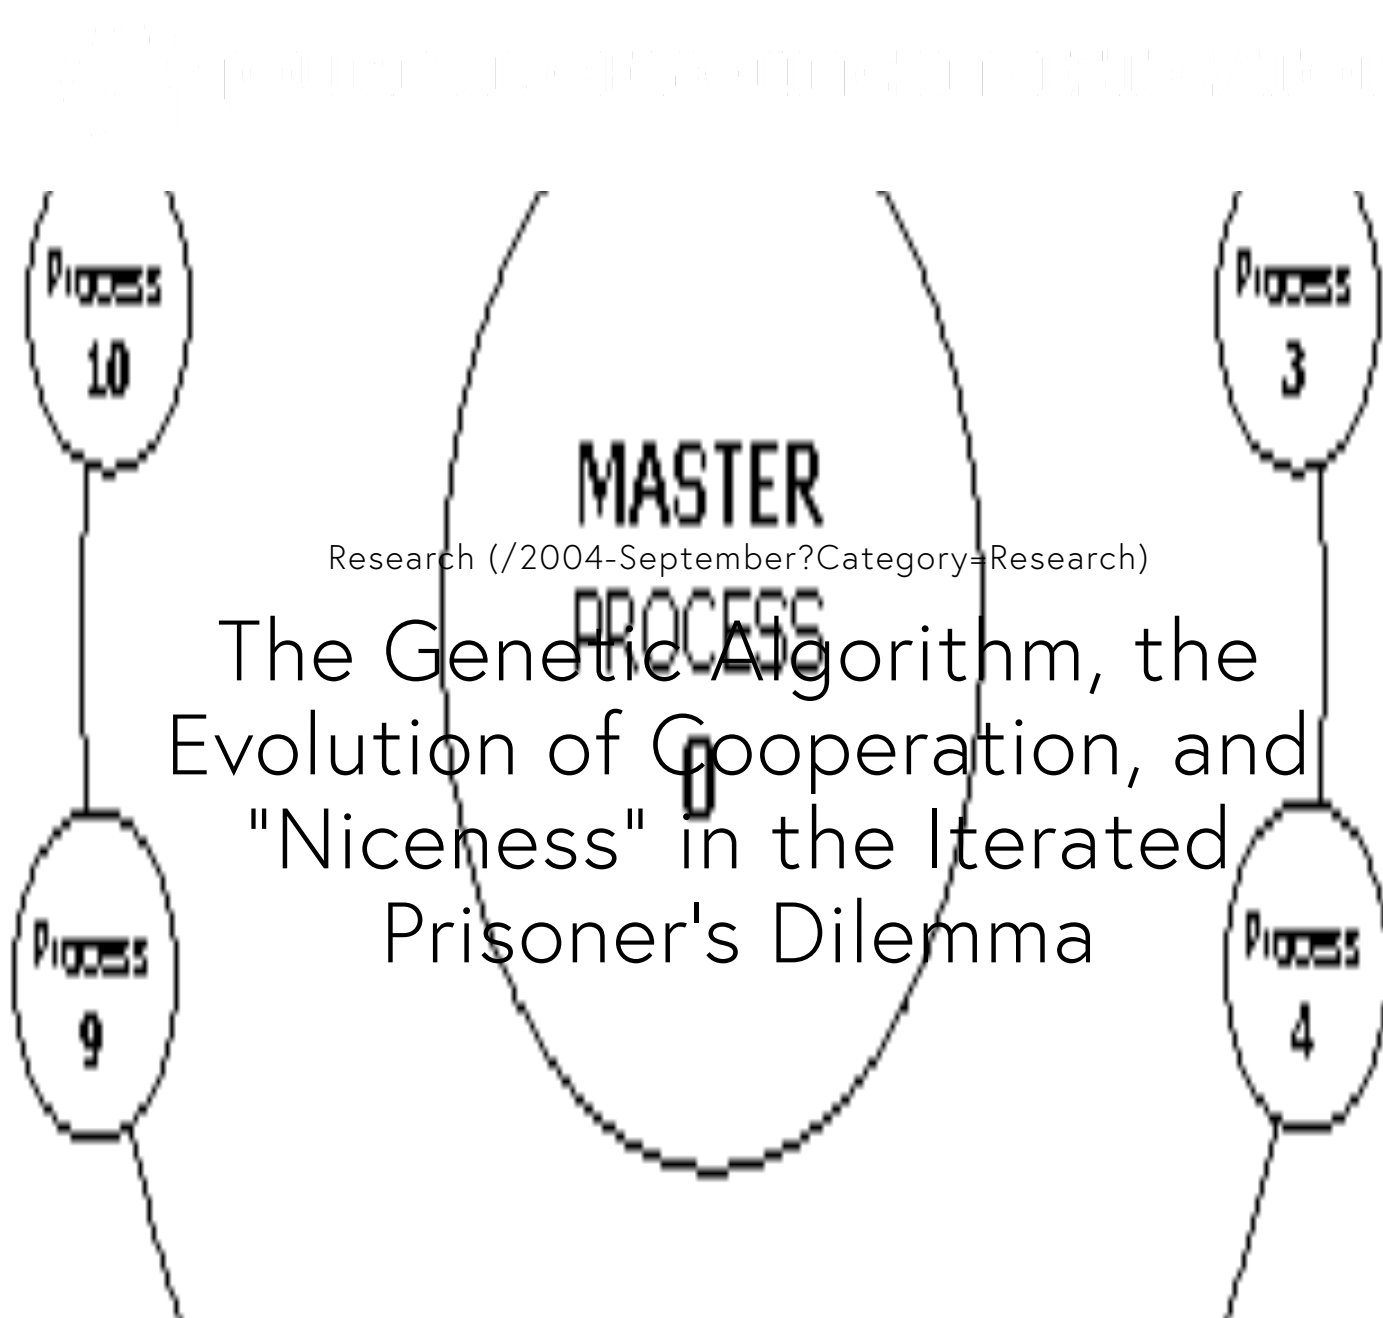 Process
10
Process
3
MASTER
Research (/2004-September?Category=Research)
PROCESS
The Genetic Algorithm, the
Evolution of Cooperation, and
0
"Niceness" in the Iterated
Prisoner's Dilemma
Process
9
Process
4